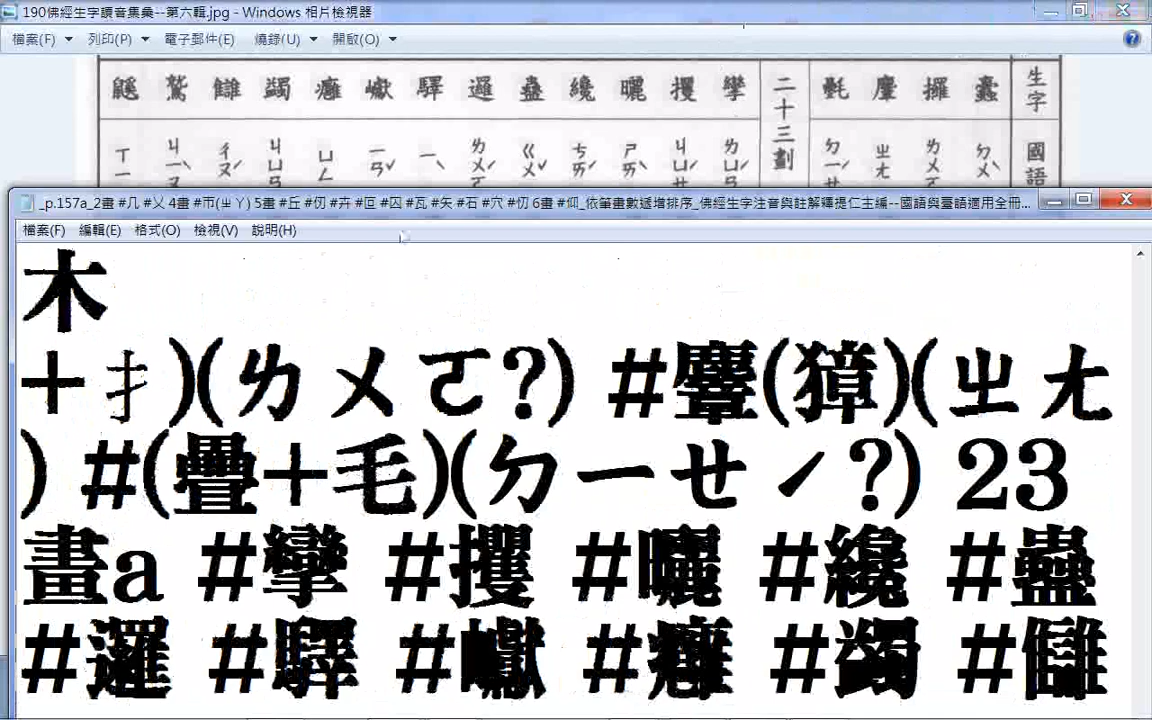 190佛經生字讀音集彙--第六輯.jpg - Windows 相片檢視器
檔案(F) 列印(P) 電子郵件(E) 燒錄(U) 開啟(O)
鷲 讎 蠲 癰 巘 驛 邏 蠱 纔 曬 攫 攣 二十三劃 氎 麞 攞 蠹 生字
國語
_p.157a_2畫 #几 #乂 4畫 #帀(ㄓㄚ) 5畫 #丘 #仞 #卉 #叵 #囚 #瓦 #矢 #石 #穴 #忉 6畫 #仰_依筆畫數遞增排序_佛經生字注音與註解釋提仁主編--國語與臺語適用全冊...
檔案(F) 編輯(E) 格式(O) 檢視(V) 說明(H)
木
+扌)(ㄌㄨㄛ?) #麞(獐)(ㄓㄤ
) #(疊+毛)(ㄉㄧㄝˊ?) 23
畫a #攣 #攫 #曬 #纔 #蠱
#邏 #驛 #巘 #癰 #蠲 #讎